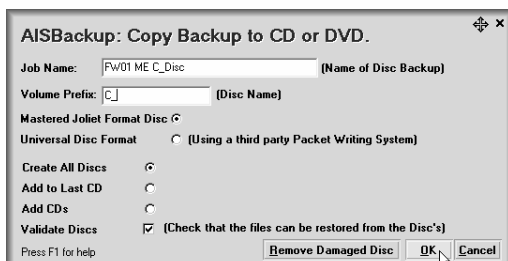 AISBackup: Copy Backup to CD or DVD.
Job Name: FW01 ME C_Disc (Name of Disc Backup)
Volume Prefix: C_ (Disc Name)
Mastered Joliet Format Disc
Universal Disc Format (Using a third party Packet Writing System)
Create All Discs
Add to Last CD
Add CDs
Validate Discs (Check that the files can be restored from the Disc's)
Press F1 for help Remove Damaged Disc OK Cancel